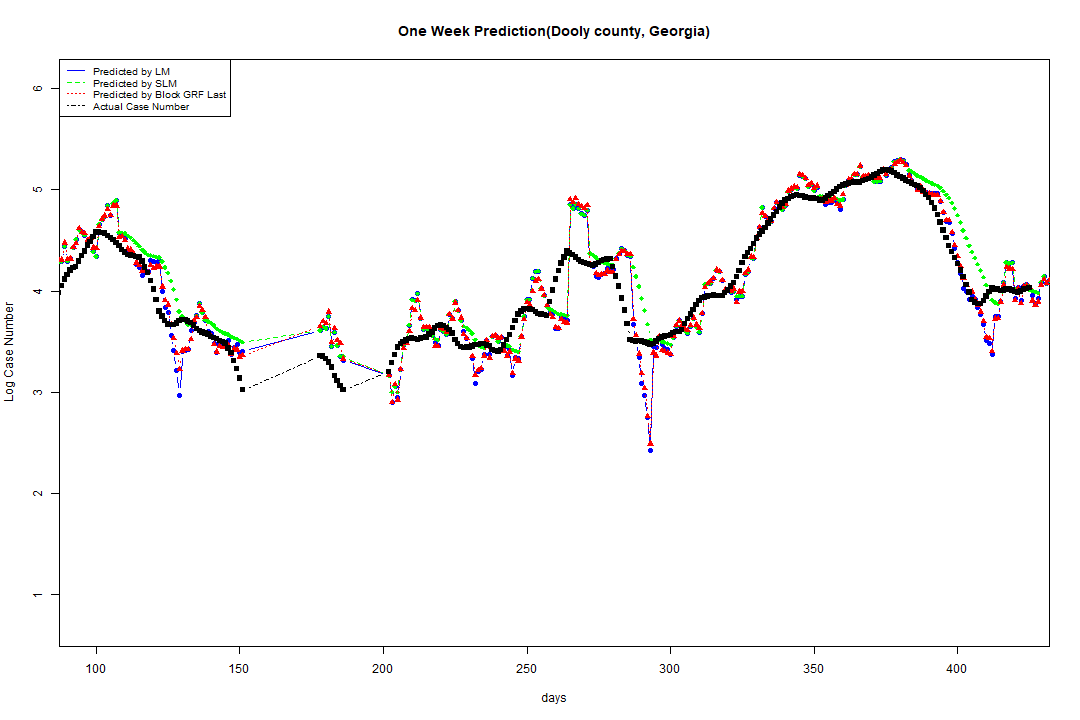 One Week Prediction(Dooly county, Georgia)
Predicted by LM
Predicted by SLM
Predicted by Block GRF Last
Actual Case Number
6
5
4
3
2
1
Log Case Number
100 150 200 250 300 350 400
days